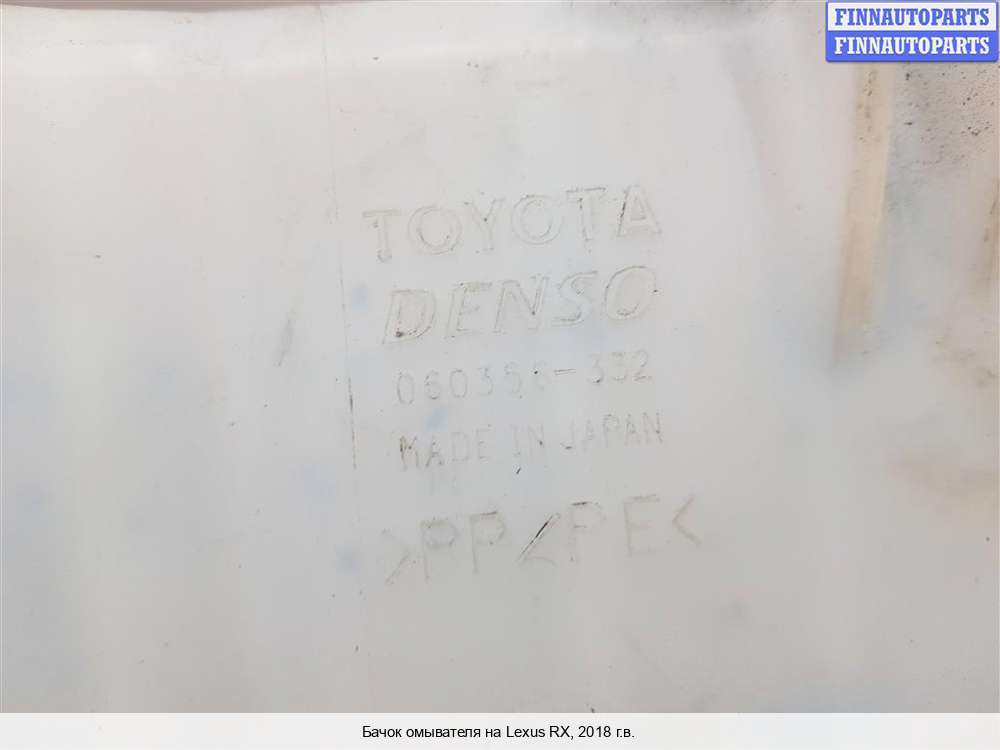 FINNAUTOPARTS
FINNAUTOPARTS
TOYOTA
DENSO
MADE IN JAPAN
>PP/PE<
Бачок омывателя на Lexus RX, 2018 г.в.